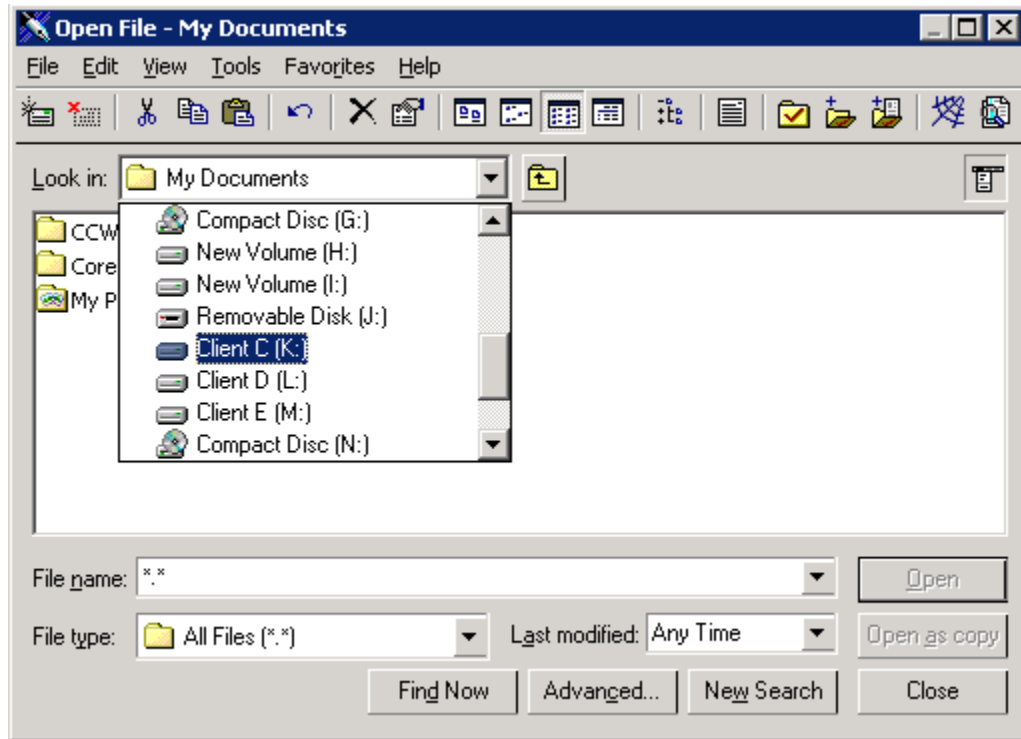 Open File - My Documents
File Edit View Tools Favorites Help
Look in: My Documents
CCW
Core
My P
Compact Disc (G:)
New Volume (H:)
New Volume (I:)
Removable Disk (J:)
Client C (K:)
Client D (L:)
Client E (M:)
Compact Disc (N:)
File name: *.* Open
File type: All Files (*.*) Last modified: Any Time Open as copy
Find Now Advanced... New Search Close